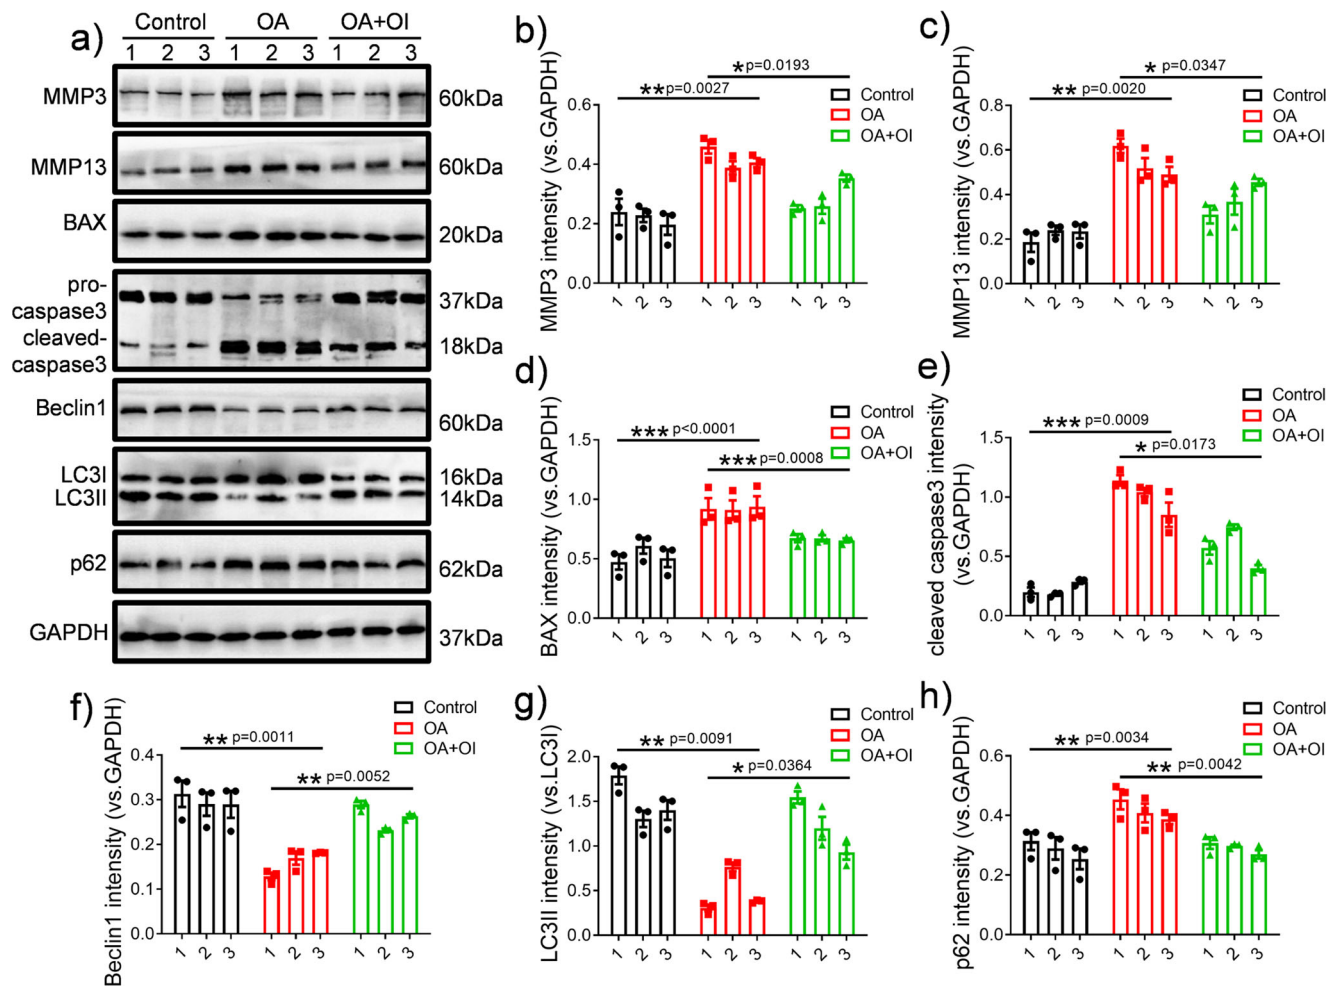 a)
Control OA OA+OI
1 2 3 1 2 3 1 2 3
MMP3 60kDa
MMP13 60kDa
BAX 20kDa
pro-
caspase3 37kDa
cleaved-
caspase3 18kDa
Beclin1 60kDa
LC3I 16kDa
LC3II 14kDa
p62 62kDa
GAPDH 37kDa
b)
MMP3 intensity (vs.GAPDH)
*p=0.0193
**p=0.0027
Control
OA
OA+OI
0.6
0.4
0.2
0.0
1 2 3 1 2 3 1 2 3
c)
MMP13 intensity (vs.GAPDH)
* p=0.0347
** p=0.0020
Control
OA
OA+OI
0.8
0.6
0.4
0.2
0.0
1 2 3 1 2 3 1 2 3
d)
BAX intensity (vs.GAPDH)
*** p<0.0001
*** p=0.0008
Control
OA
OA+OI
1.5
1.0
0.5
0.0
1 2 3 1 2 3 1 2 3
e)
cleaved caspase3 intensity
(vs.GAPDH)
*** p=0.0009
* p=0.0173
Control
OA
OA+OI
1.5
1.0
0.5
0.0
1 2 3 1 2 3 1 2 3
f)
Beclin1 intensity (vs.GAPDH)
** p=0.0011
** p=0.0052
Control
OA
OA+OI
0.4
0.3
0.2
0.1
0.0
1 2 3 1 2 3 1 2 3
g)
LC3II intensity (vs.LC3I)
** p=0.0091
* p=0.0364
Control
OA
OA+OI
2.0
1.5
1.0
0.5
0.0
1 2 3 1 2 3 1 2 3
h)
p62 intensity (vs.GAPDH)
** p=0.0034
** p=0.0042
Control
OA
OA+OI
0.6
0.4
0.2
0.0
1 2 3 1 2 3 1 2 3